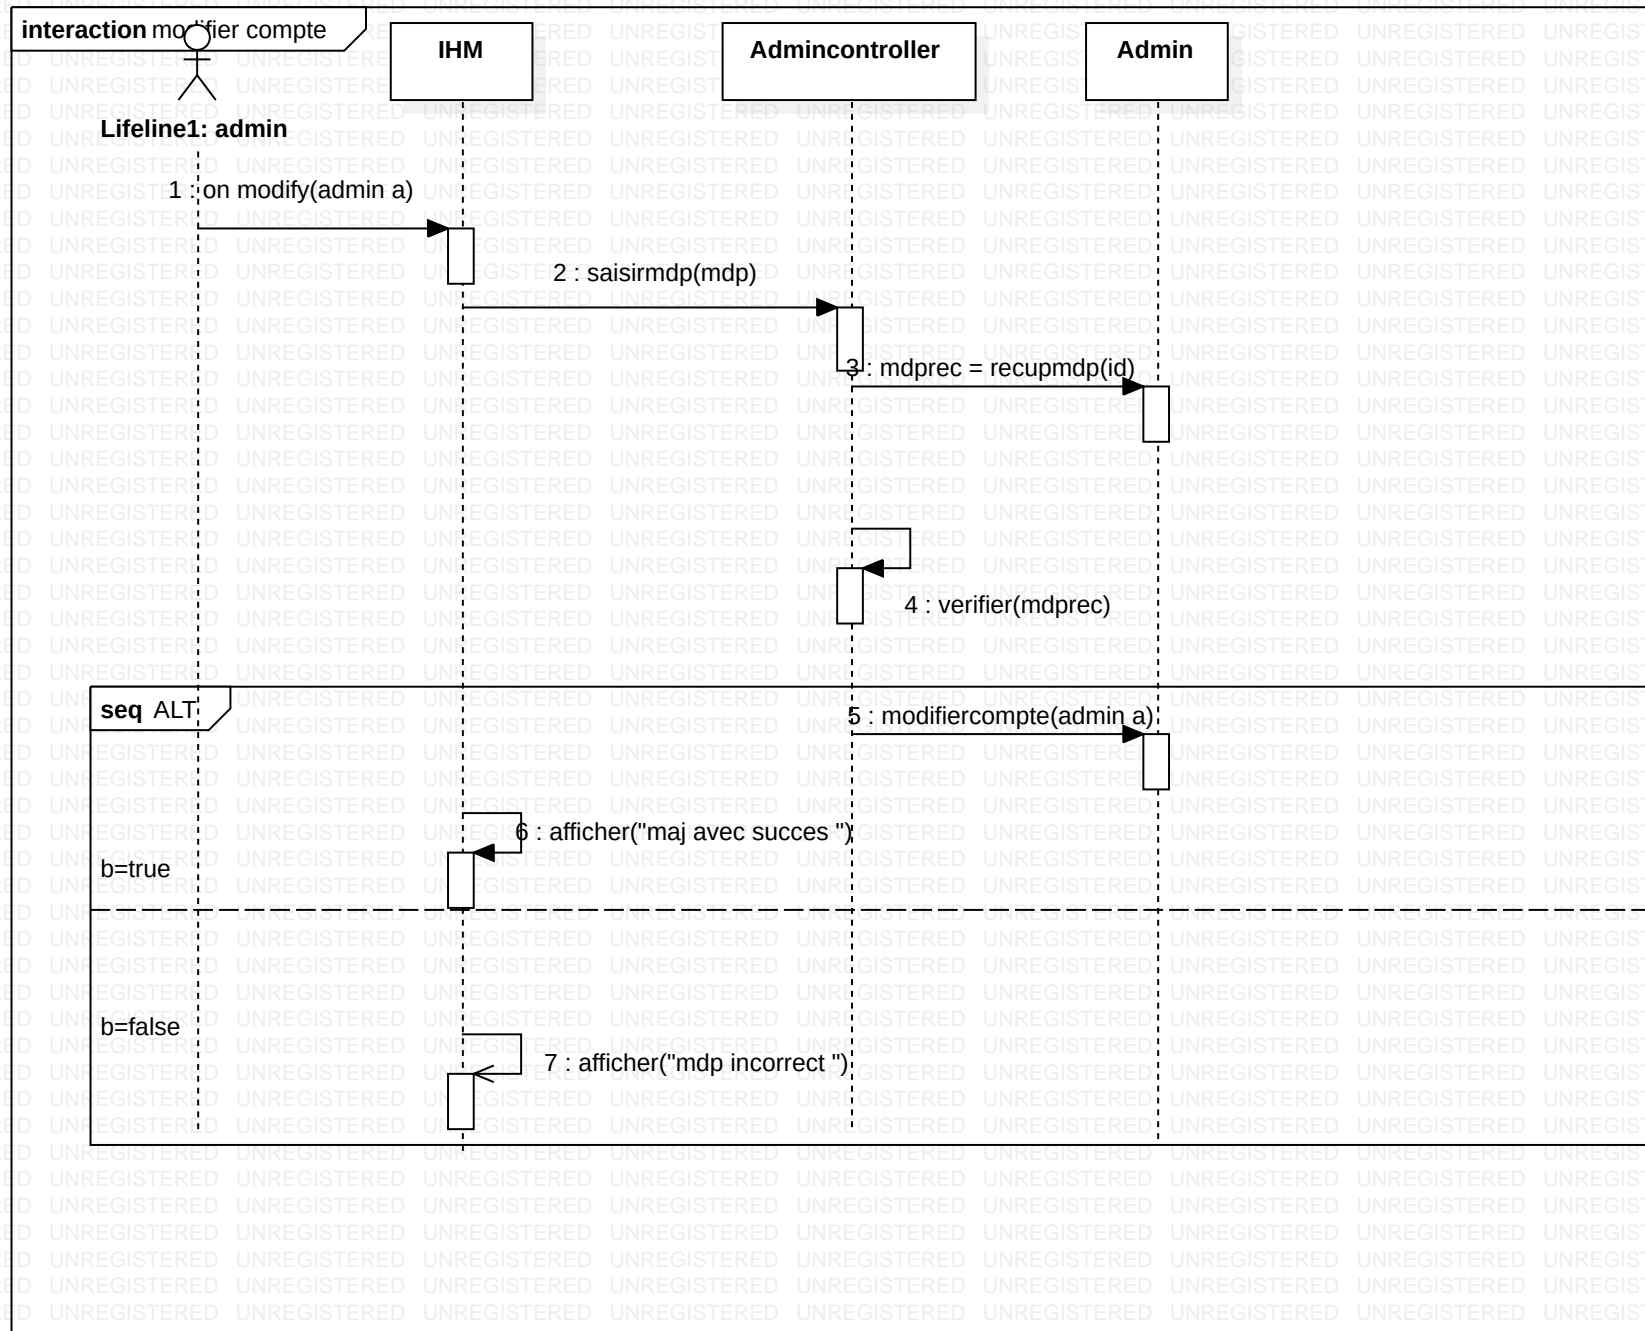 interaction modifier compte
IHM
Admincontroller
Admin
Lifeline1: admin
1 : on modify(admin a)
2 : saisirmdp(mdp)
3 : mdprec = recupmdp(id)
4 : verifier(mdprec)
seq ALT
5 : modifiercompte(admin a)
6 : afficher("maj avec succes ")
b=true
b=false
7 : afficher("mdp incorrect ")
UNREGISTERED